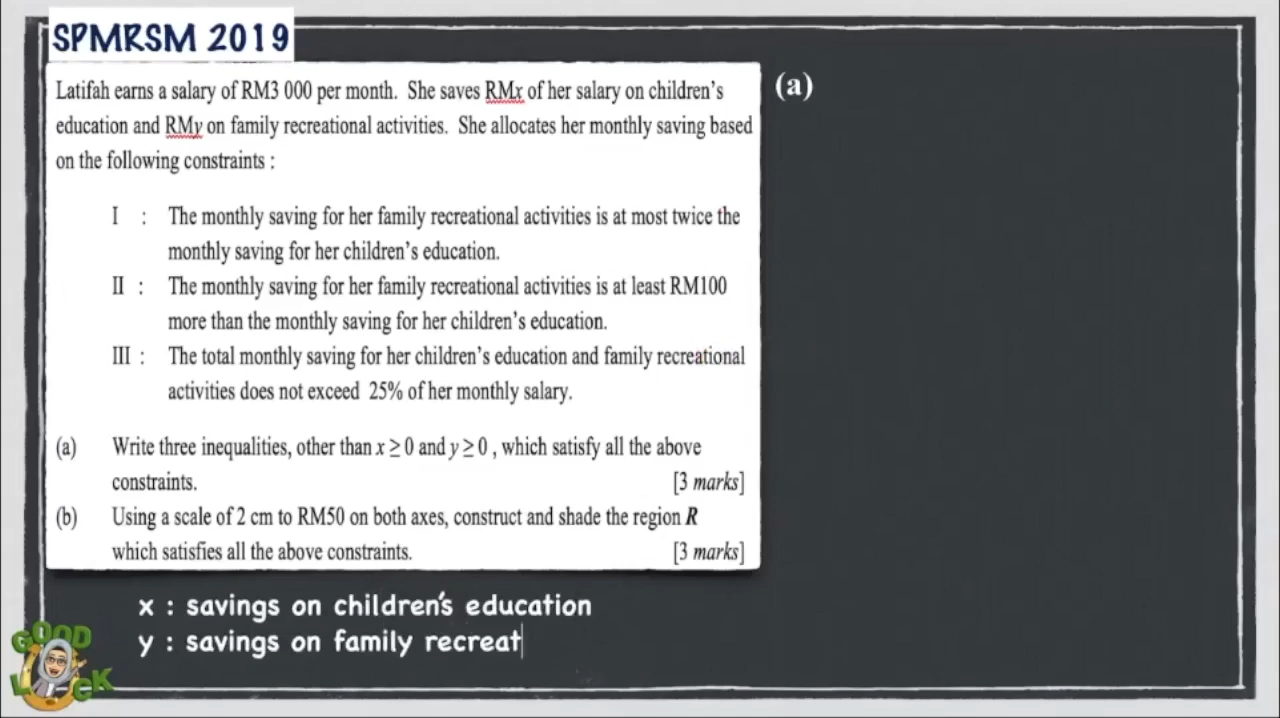 SPMRSM 2019
Latifah earns a salary of RM3 000 per month. She saves RMx of her salary on children's
education and RMy on family recreational activities. She allocates her monthly saving based
on the following constraints :
I : The monthly saving for her family recreational activities is at most twice the
monthly saving for her children's education.
II : The monthly saving for her family recreational activities is at least RM100
more than the monthly saving for her children's education.
III : The total monthly saving for her children's education and family recreational
activities does not exceed 25% of her monthly salary.
(a) Write three inequalities, other than x ≥ 0 and y ≥ 0 , which satisfy all the above
constraints. [3 marks]
(b) Using a scale of 2 cm to RM50 on both axes, construct and shade the region R
which satisfies all the above constraints. [3 marks]
(a)
x : savings on children's education
y : savings on family recreat
GOOD
LUCK